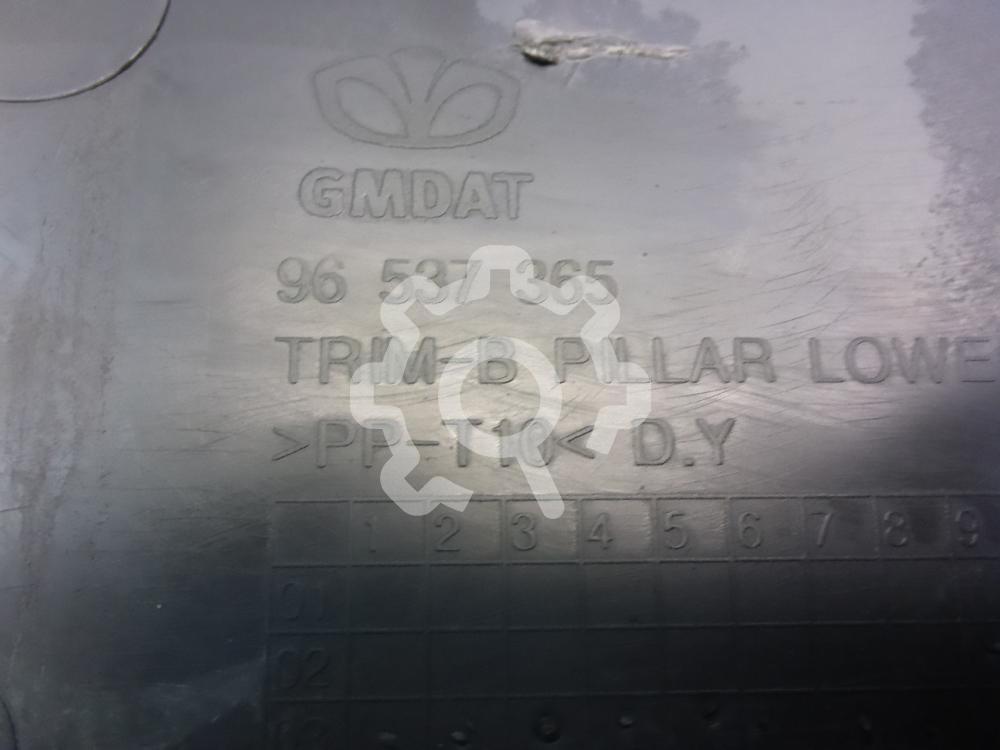 GMDAT
96 537 365
TRIM-B PILLAR LOWE
>PP-T10< D.Y
1 2 3 4 5 6 7 8 9
01
02